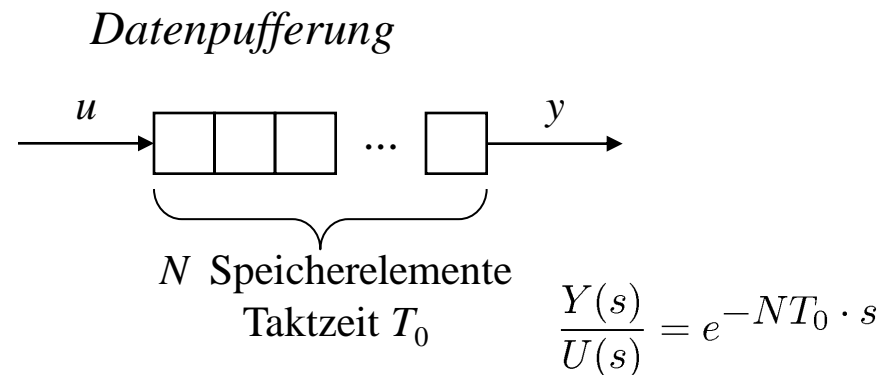 Datenpufferung
u
y
...
N Speicherelemente
Taktzeit T₀
Y(s)/U(s) = e^{-NT₀ · s}